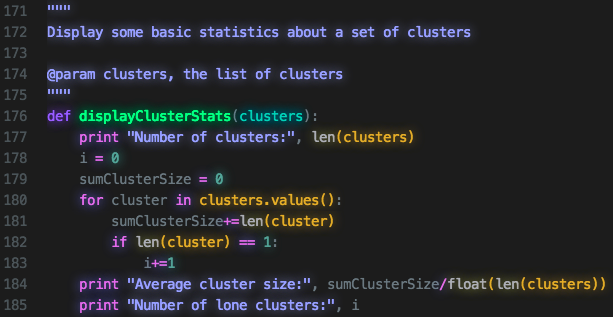 171 """
172 Display some basic statistics about a set of clusters
173
174 @param clusters, the list of clusters
175 """
176 def displayClusterStats(clusters):
177     print "Number of clusters:", len(clusters)
178     i = 0
179     sumClusterSize = 0
180     for cluster in clusters.values():
181         sumClusterSize+=len(cluster)
182         if len(cluster) == 1:
183             i+=1
184     print "Average cluster size:", sumClusterSize/float(len(clusters))
185     print "Number of lone clusters:", i